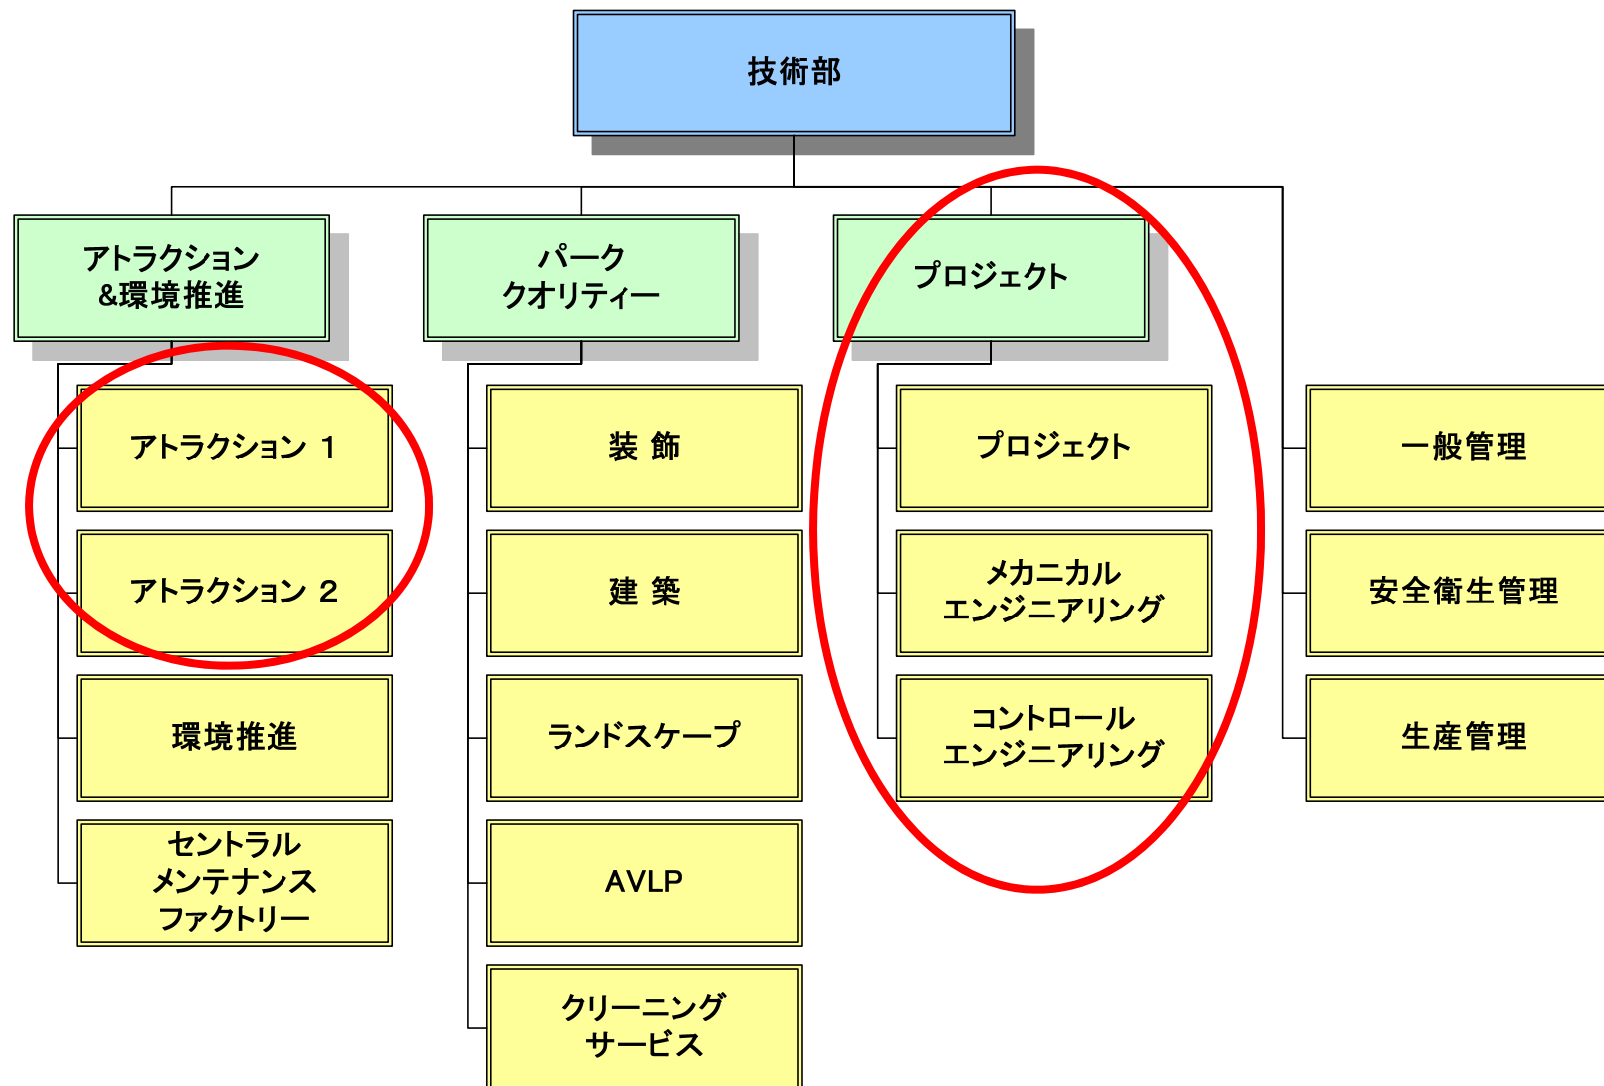 技術部
アトラクション
&環境推進
パーク
クオリティー
プロジェクト
アトラクション 1
アトラクション 2
環境推進
セントラル
メンテナンス
ファクトリー
装 飾
建 築
ランドスケープ
AVLP
クリーニング
サービス
プロジェクト
メカニカル
エンジニアリング
コントロール
エンジニアリング
一般管理
安全衛生管理
生産管理